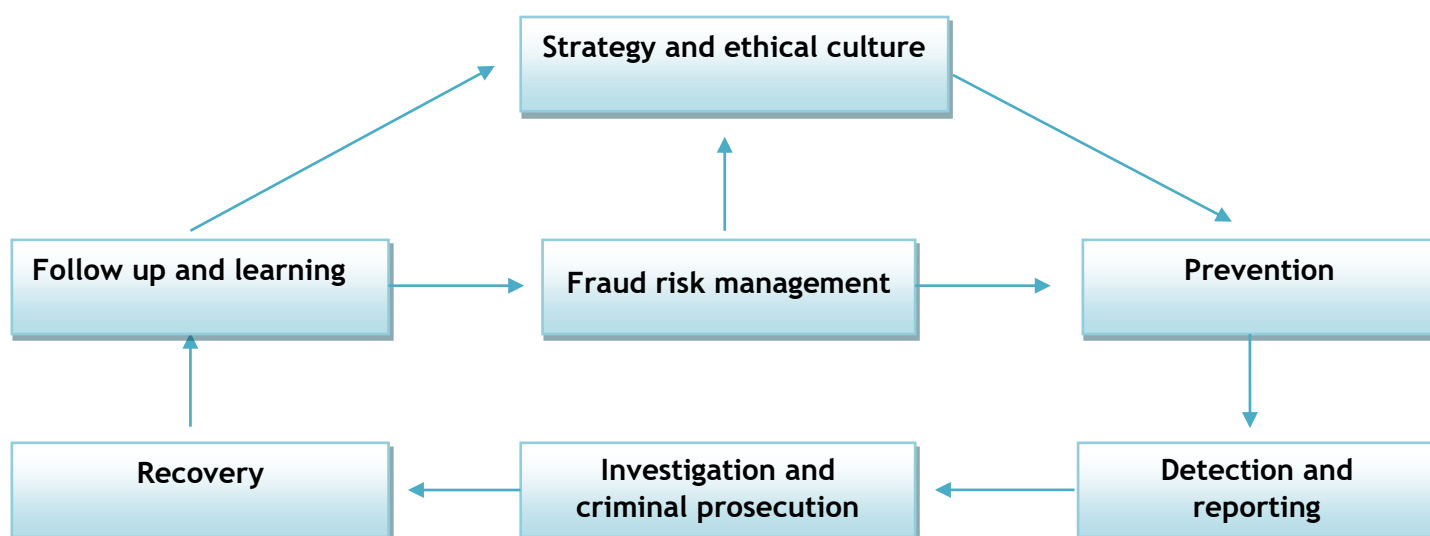 Strategy and ethical culture
Follow up and learning
Fraud risk management
Prevention
Recovery
Investigation and
criminal prosecution
Detection and
reporting